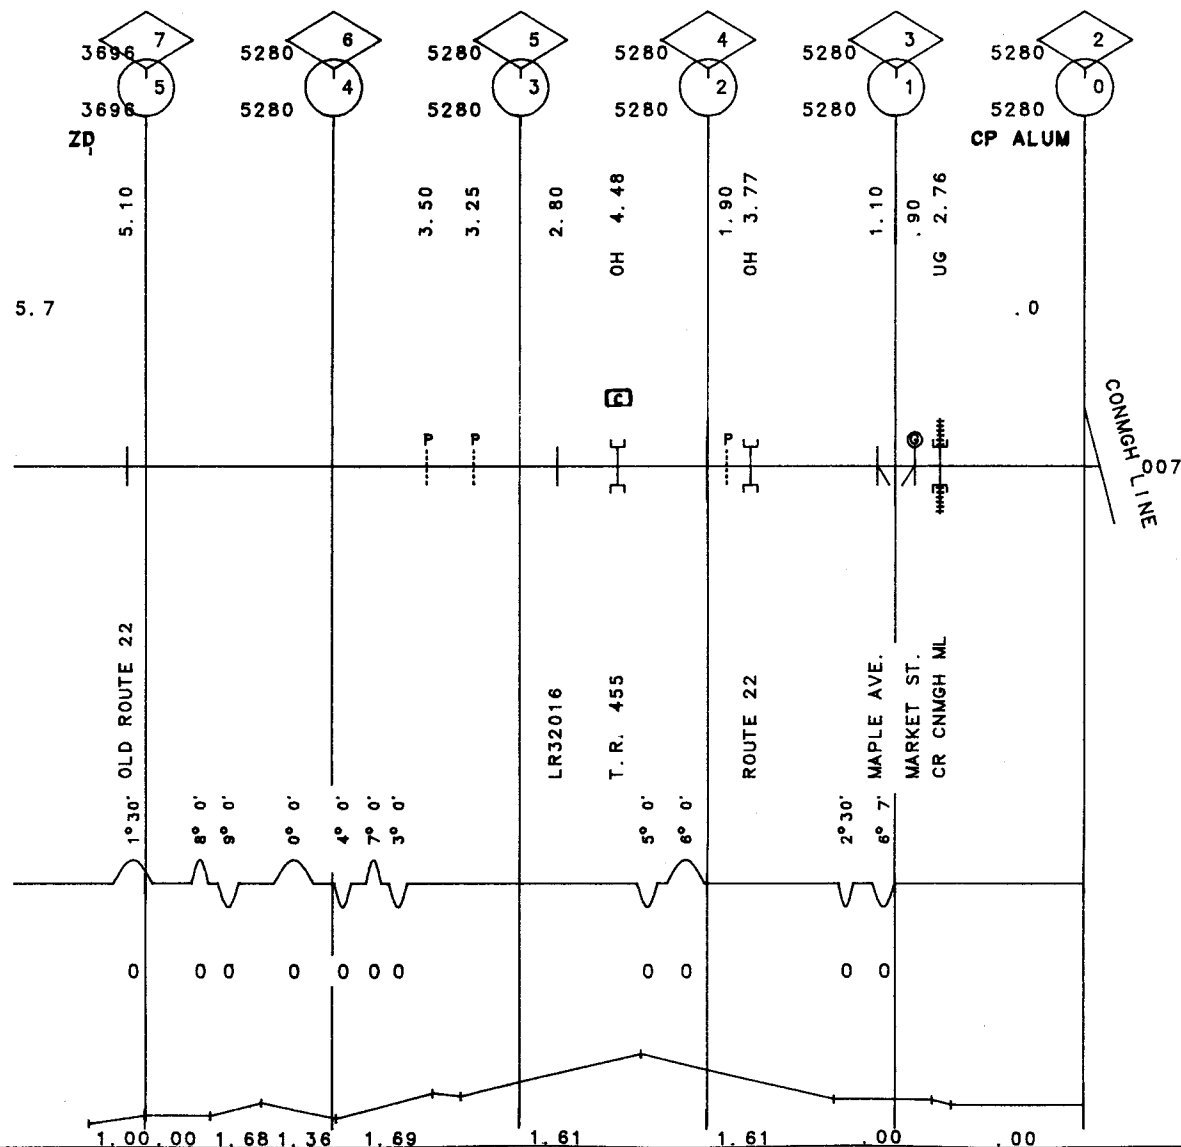 7 6 5 4 3 2
3696 5280 5280 5280 5280 5280
5 4 3 2 1 0
3696 5280 5280 5280 5280 5280
ZD CP ALUM
5.10
3.50
3.25
2.80
OH 4.48
1.90
OH 3.77
1.10
.90
UG 2.76
5.7 .0
C
P P P G
CONMGH LINE
007
OLD ROUTE 22
LR32016
T.R. 455
ROUTE 22
MAPLE AVE.
MARKET ST.
CR CNMGH ML
1°30'
8° 0'
9° 0'
0° 0'
4° 0'
7° 0'
3° 0'
5° 0'
6° 0'
2°30'
6° 7'
0 0 0 0 0 0 0 0 0 0 0
1.00 .00 1.68 1.36 1.69 1.61 1.61 .00 .00